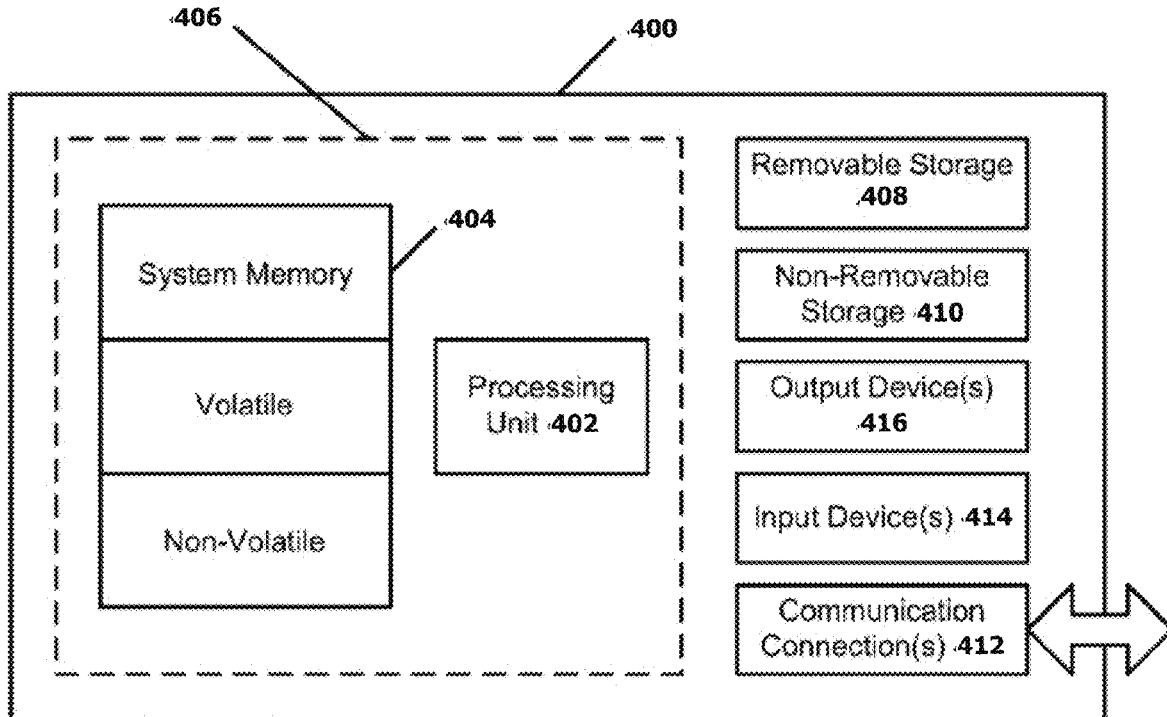 406
400
Removable Storage
408
404
System Memory
Non-Removable
Storage 410
Processing
Unit 402
Volatile
Output Device(s)
416
Non-Volatile
Input Device(s) 414
Communication
Connection(s) 412